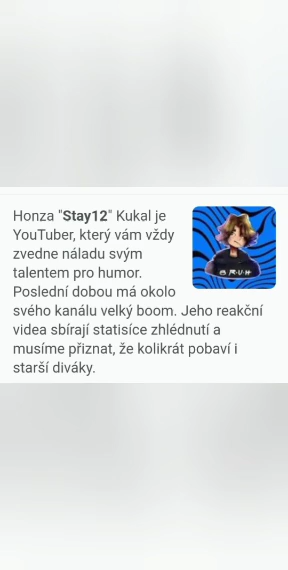 Honza "Stay12" Kukal je
YouTuber, který vám vždy
zvedne náladu svým
talentem pro humor.
Poslední dobou má okolo
svého kanálu velký boom. Jeho reakční
videa sbírají statisíce zhlédnutí a
musíme přiznat, že kolikrát pobaví i
starší diváky.
BRUH